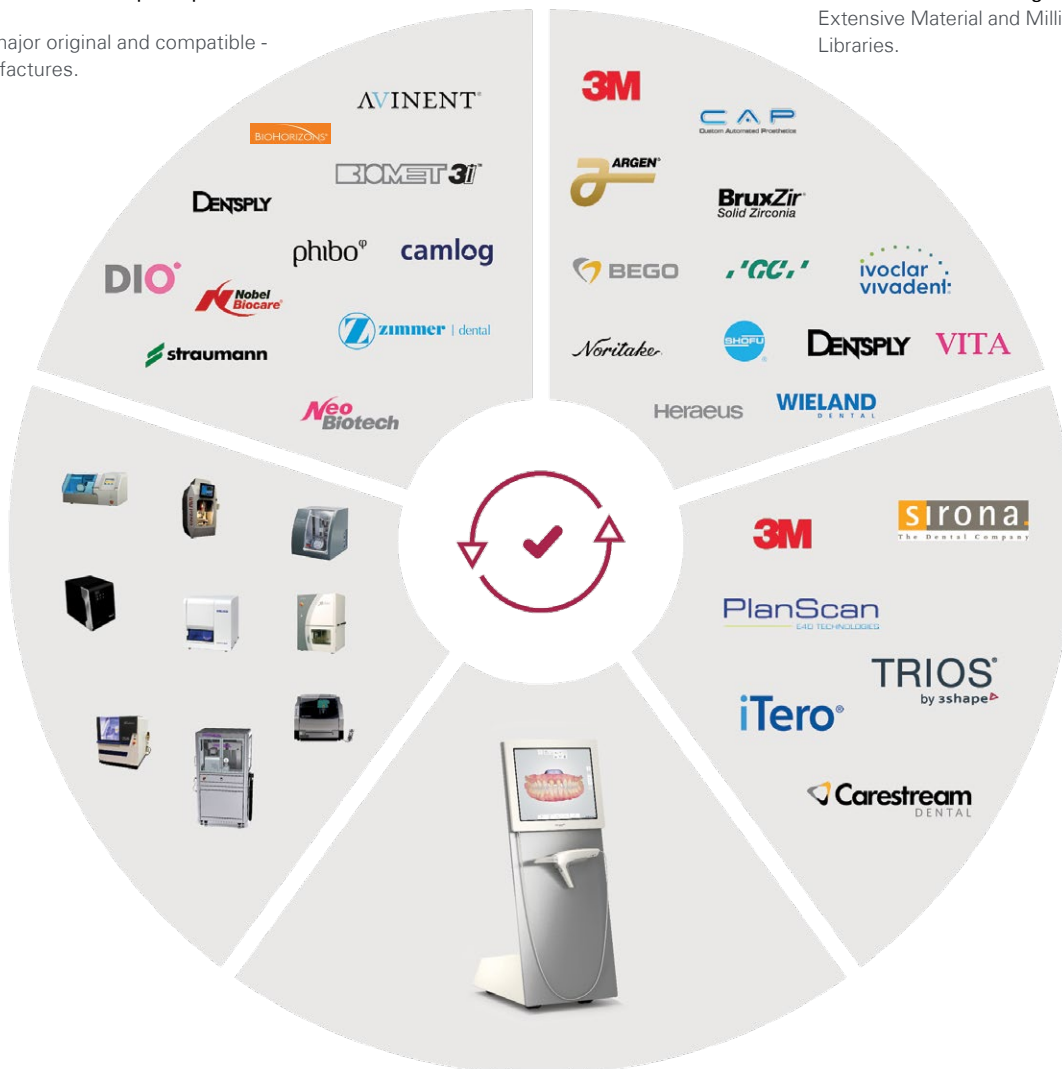 major original and compatible -
factures.
Extensive Material and Milli
Libraries.
AVINENT®
BIOHORIZONS®
BIOMET 3i™
DENTSPLY
phibo®
camlog
DIO
Nobel
Biocare®
zimmer | dental
straumann
Neo
Biotech
3M
CAP
Custom Automated Prosthetics
ARGEN®
BruxZir®
Solid Zirconia
BEGO
GC
ivoclar
vivadent:
Noritake
SHOFU
DENTSPLY
VITA
Heraeus
WIELAND
DENTAL
3M
sirona.
The Dental Company
PlanScan
E4D TECHNOLOGIES
TRIOS®
by 3shape
iTero®
Carestream
DENTAL